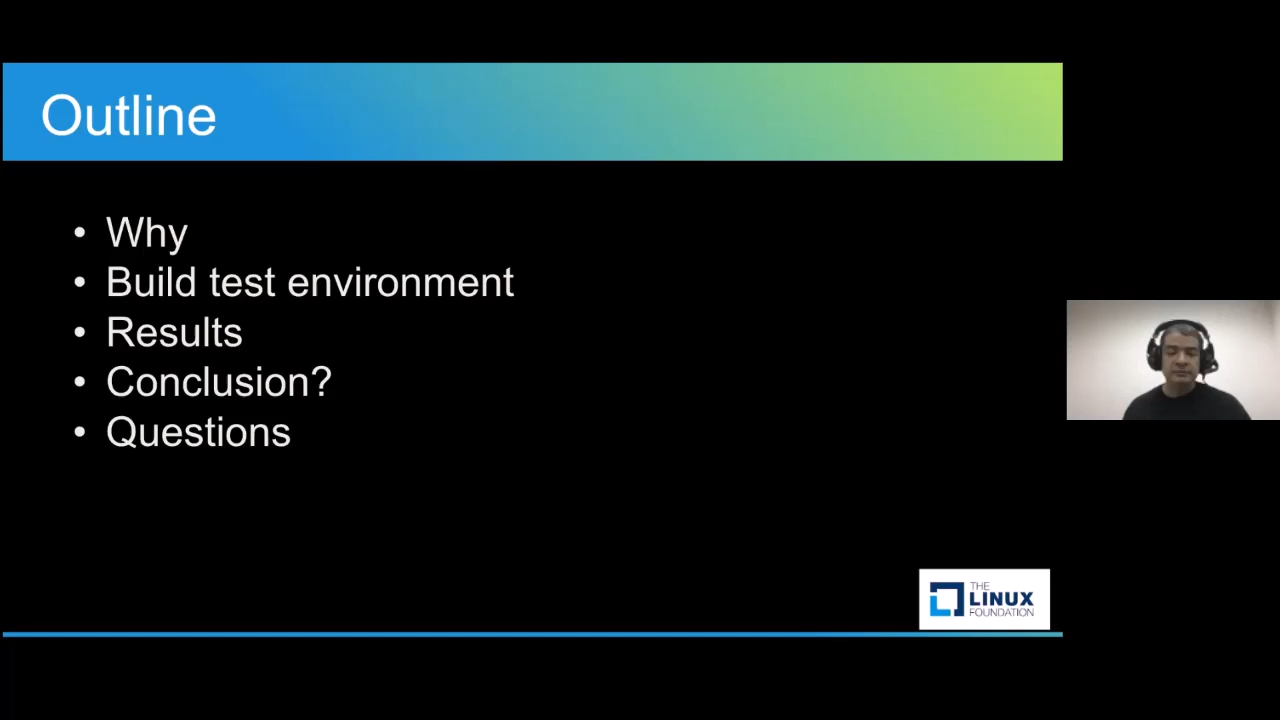 Outline
• Why
• Build test environment
• Results
• Conclusion?
• Questions
THE
LINUX
FOUNDATION